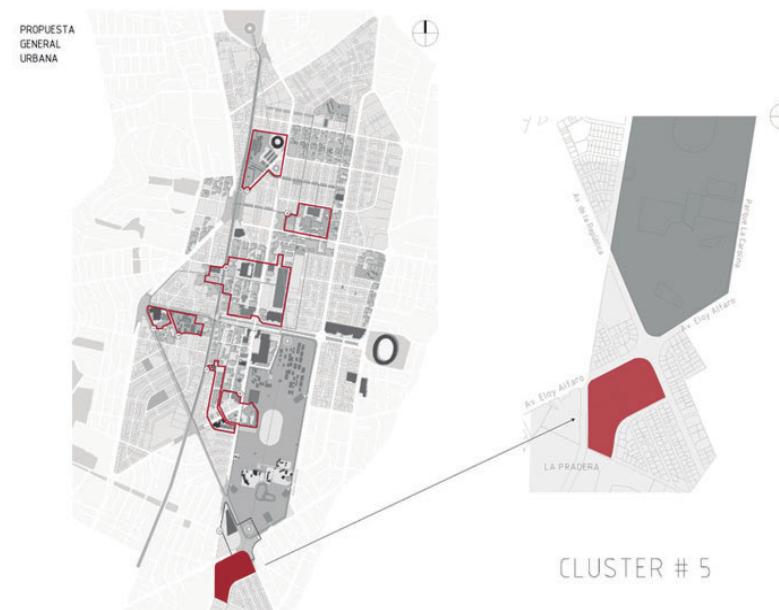 PROPUESTA
GENERAL
URBANA
Av. de la República
Parque La Carolina
Av. Eloy Alfaro
Av. Eloy Alfaro
LA PRADERA
CLUSTER # 5